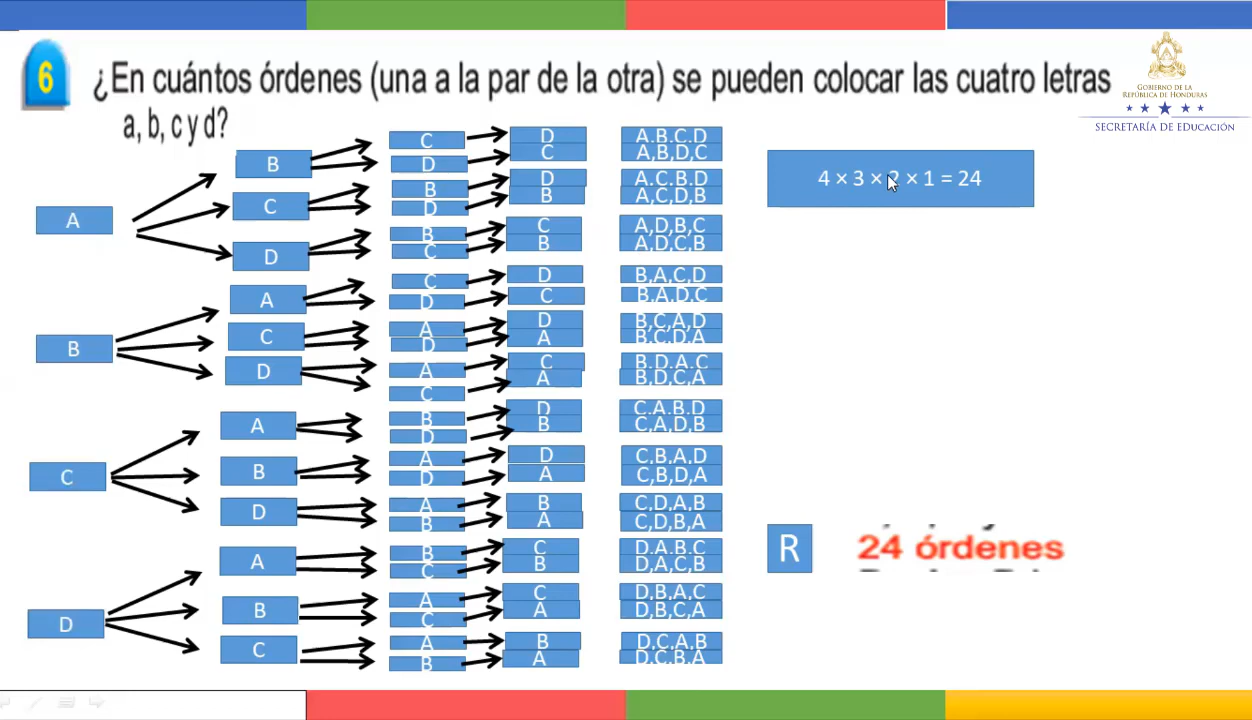 6
¿En cuántos órdenes (una a la par de la otra) se pueden colocar las cuatro letras
a, b, c y d?
GOBIERNO DE LA
REPÚBLICA DE HONDURAS
SECRETARÍA DE EDUCACIÓN
4 × 3 × 2 × 1 = 24
A
B
C
D
C
D
D
C
A.B.C.D
A,B,D,C
B
D
D
B
A.C.B.D
A,C,D,B
B
C
C
B
A,D,B,C
A,D,C,B
B
A
C
D
C
D
D
C
B,A,C,D
B,A,D,C
A
D
D
A
B,C,A,D
B,C,D,A
A
C
C
A
B.D.A.C
B,D,C,A
C
A
B
D
B
D
D
B
C.A.B.D
C,A,D,B
A
D
D
A
C,B,A,D
C,B,D,A
A
B
B
A
C,D,A,B
C,D,B,A
D
A
B
C
B
C
C
B
D.A.B.C
D,A,C,B
A
C
C
A
D,B,A,C
D,B,C,A
A
B
B
A
D,C,A,B
D,C,B,A
R
24 órdenes